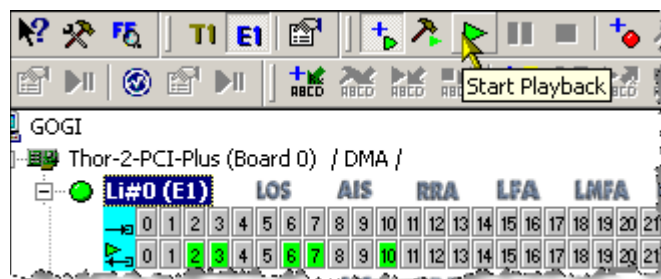 T1 E1
ABCD ABCD ABCD ABCD
Start Playback
GOGI
Thor-2-PCI-Plus (Board 0) / DMA /
Li#0 (E1) LOS AIS RRA LFA LMFA
0 1 2 3 4 5 6 7 8 9 10 11 12 13 14 15 16 17 18 19 20 21
0 1 2 3 4 5 6 7 8 9 10 11 12 13 14 15 16 17 18 19 20 21